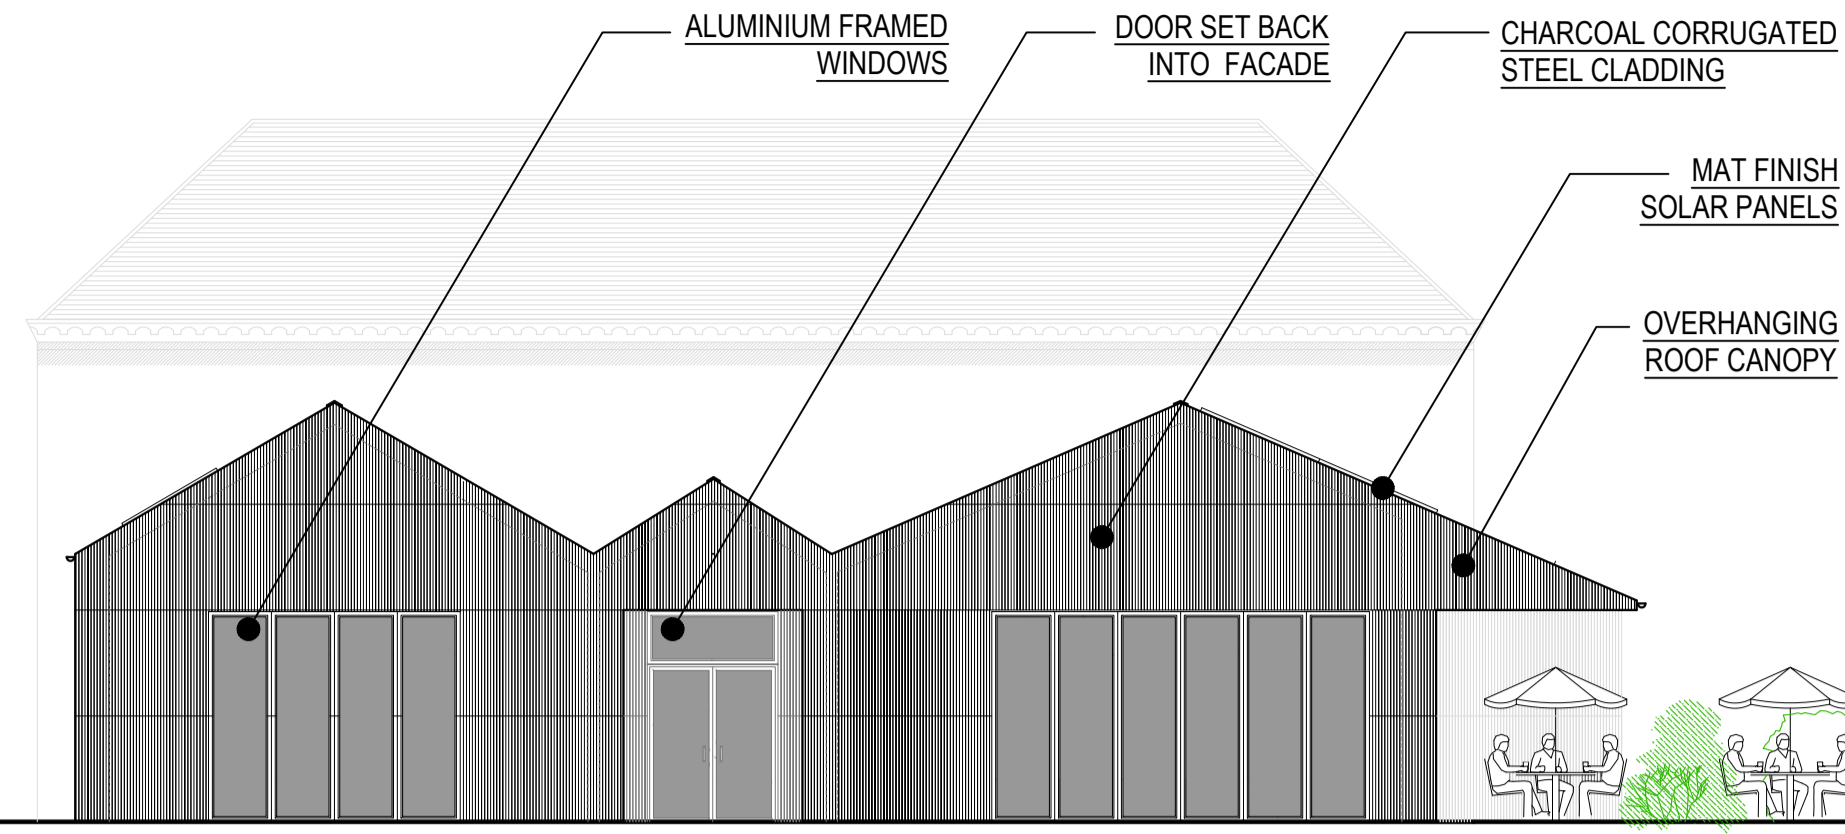 ALUMINIUM FRAMED
WINDOWS
DOOR SET BACK
INTO FACADE
CHARCOAL CORRUGATED
STEEL CLADDING
MAT FINISH
SOLAR PANELS
OVERHANGING
ROOF CANOPY